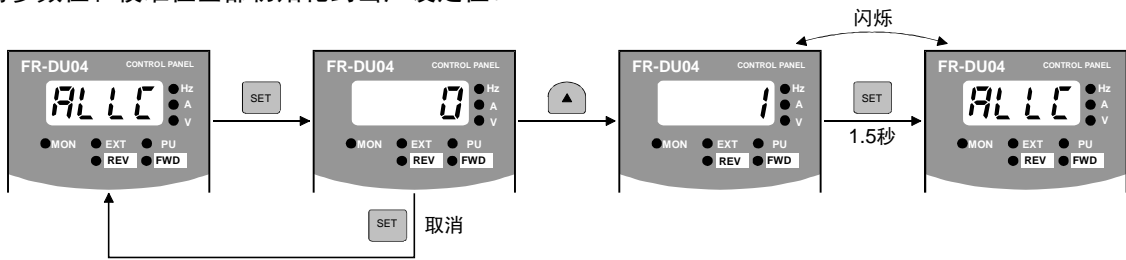 闪烁
FR-DU04 CONTROL PANEL
ALLC
Hz
A
V
MON EXT PU
REV FWD
SET
FR-DU04 CONTROL PANEL
0
Hz
A
V
MON EXT PU
REV FWD
FR-DU04 CONTROL PANEL
1
Hz
A
V
MON EXT PU
REV FWD
SET
1.5秒
FR-DU04 CONTROL PANEL
ALLC
Hz
A
V
MON EXT PU
REV FWD
SET 取消